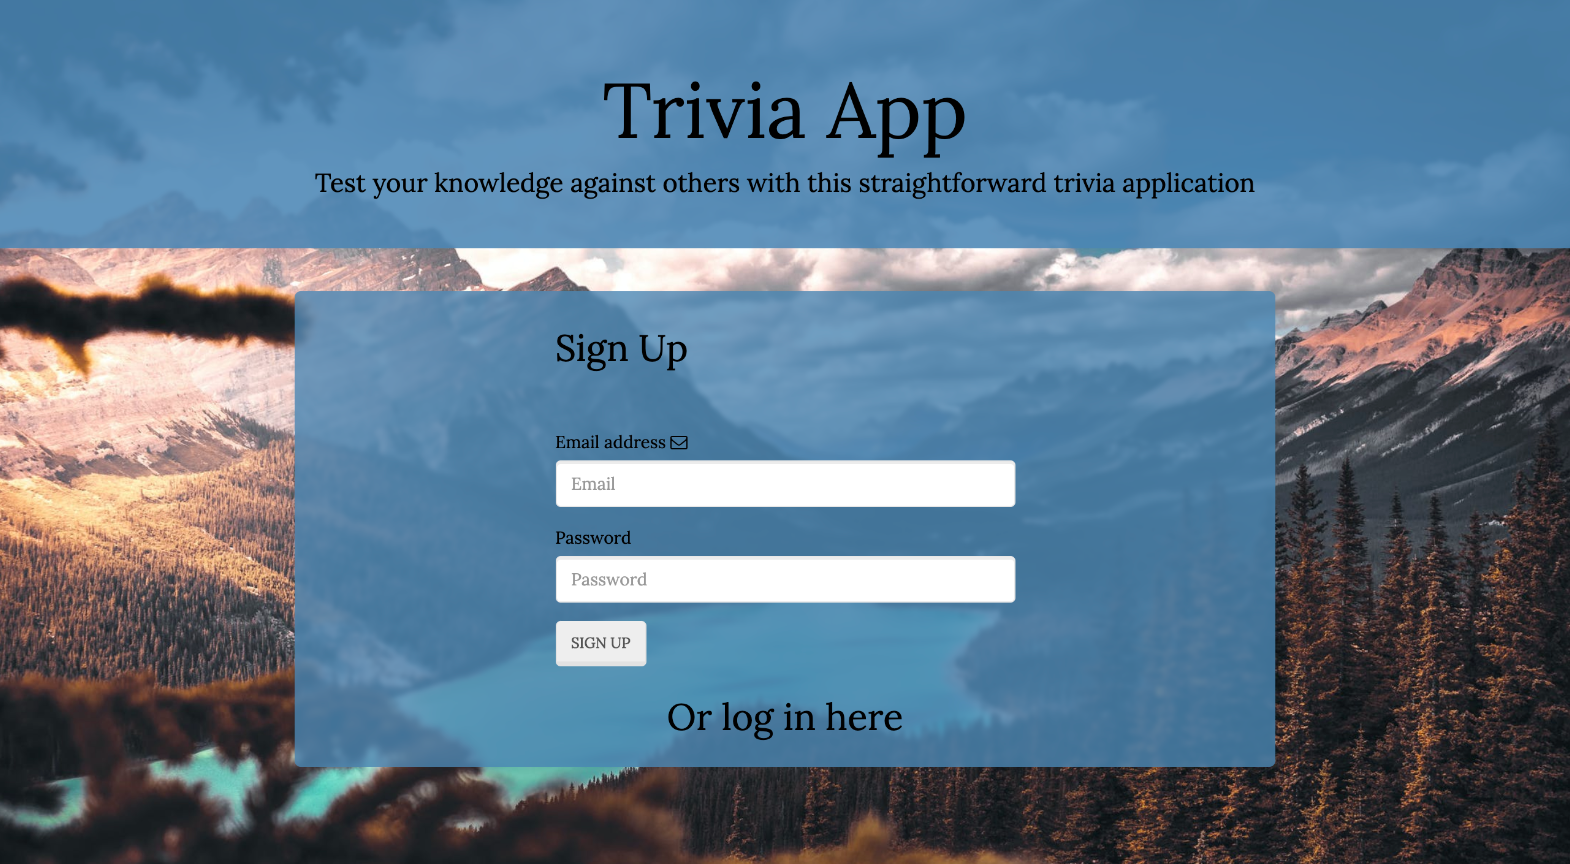 Trivia App
Test your knowledge against others with this straightforward trivia application
Sign Up
Email address
Email
Password
Password
SIGN UP
Or log in here